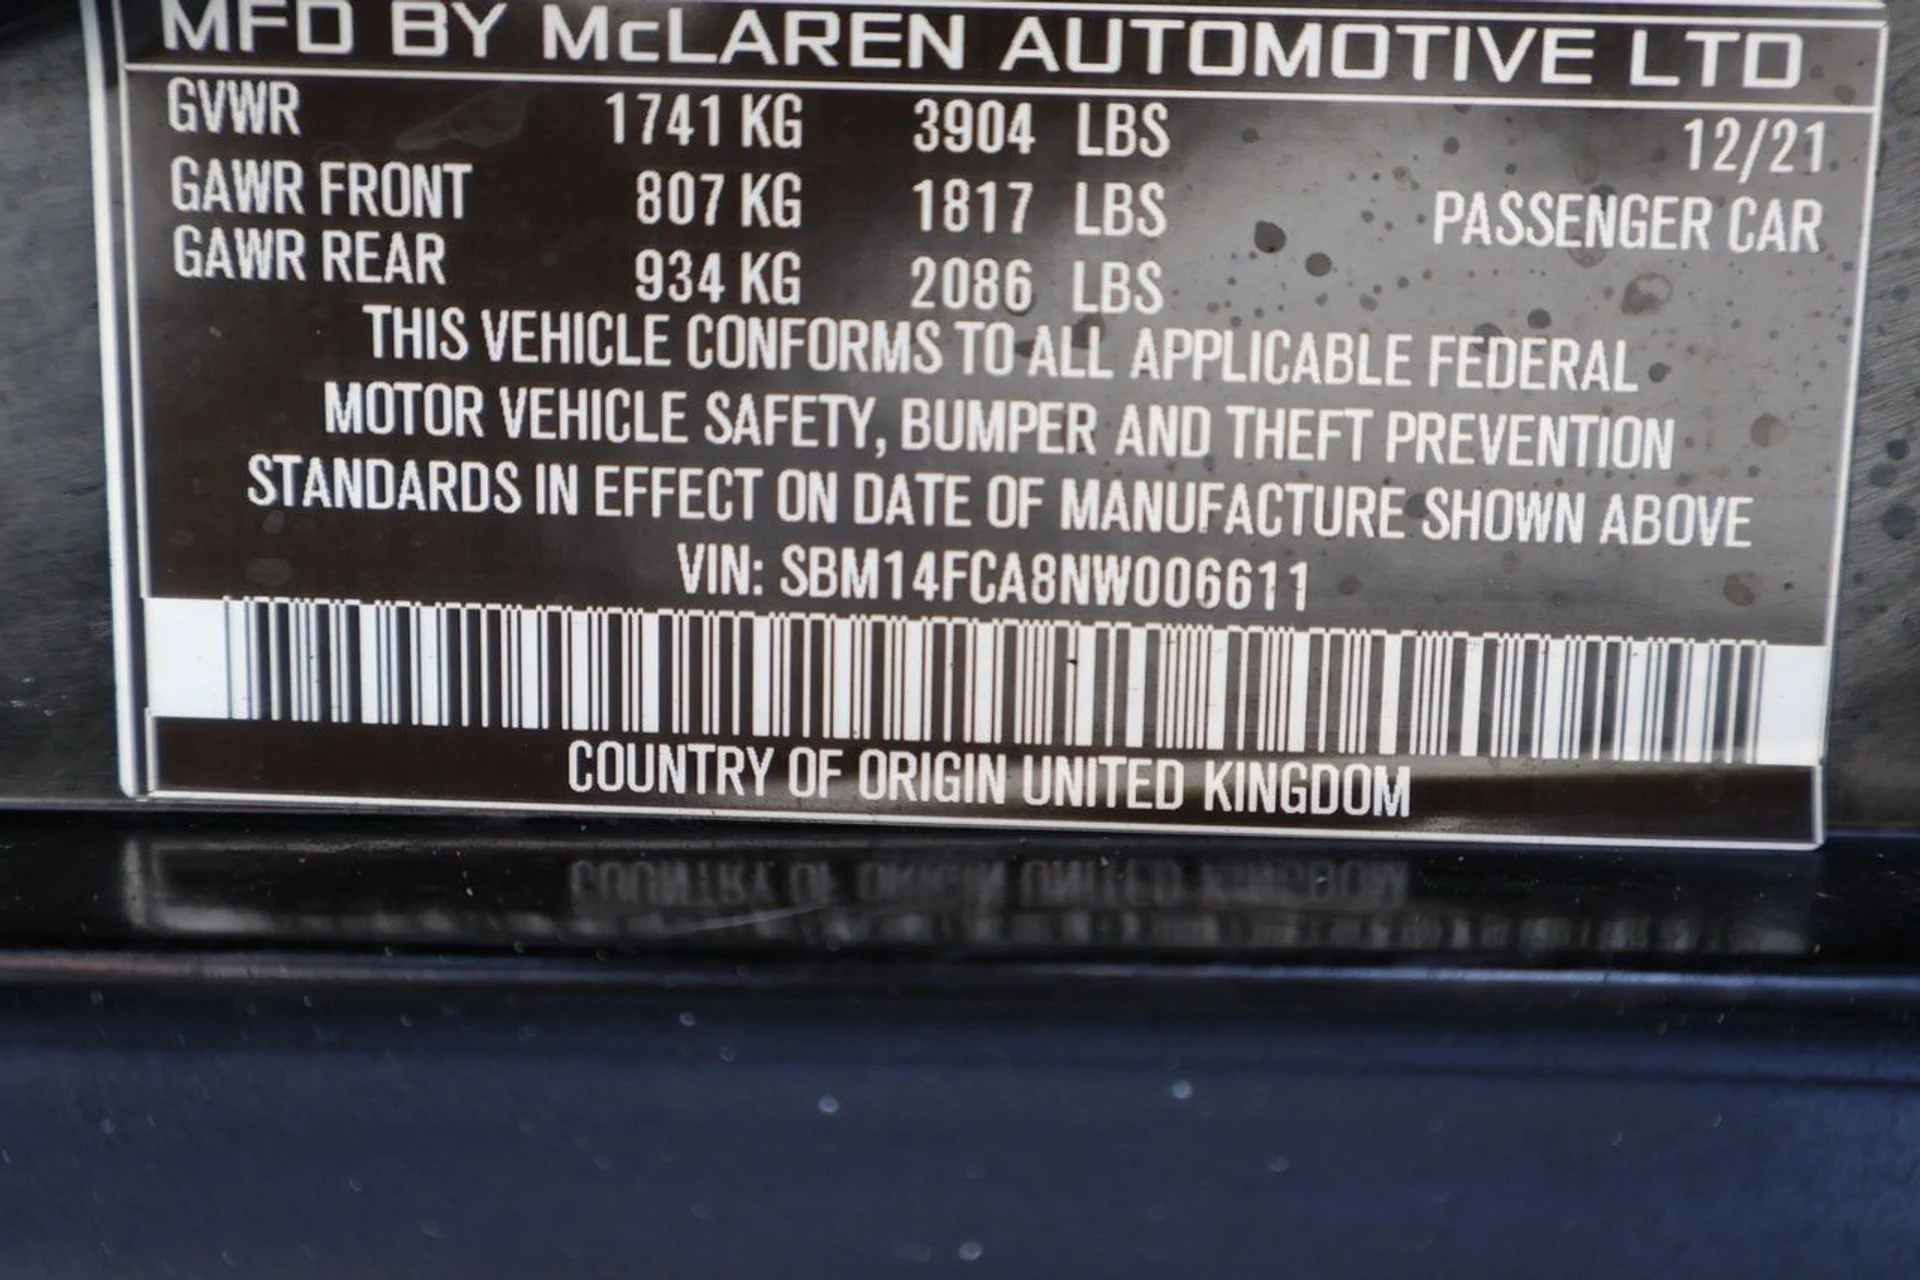 MFD BY McLAREN AUTOMOTIVE LTD
GVWR 1741 KG 3904 LBS 12/21
GAWR FRONT 807 KG 1817 LBS PASSENGER CAR
GAWR REAR 934 KG 2086 LBS
THIS VEHICLE CONFORMS TO ALL APPLICABLE FEDERAL
MOTOR VEHICLE SAFETY, BUMPER AND THEFT PREVENTION
STANDARDS IN EFFECT ON DATE OF MANUFACTURE SHOWN ABOVE
VIN: SBM14FCA8NW006611
COUNTRY OF ORIGIN UNITED KINGDOM